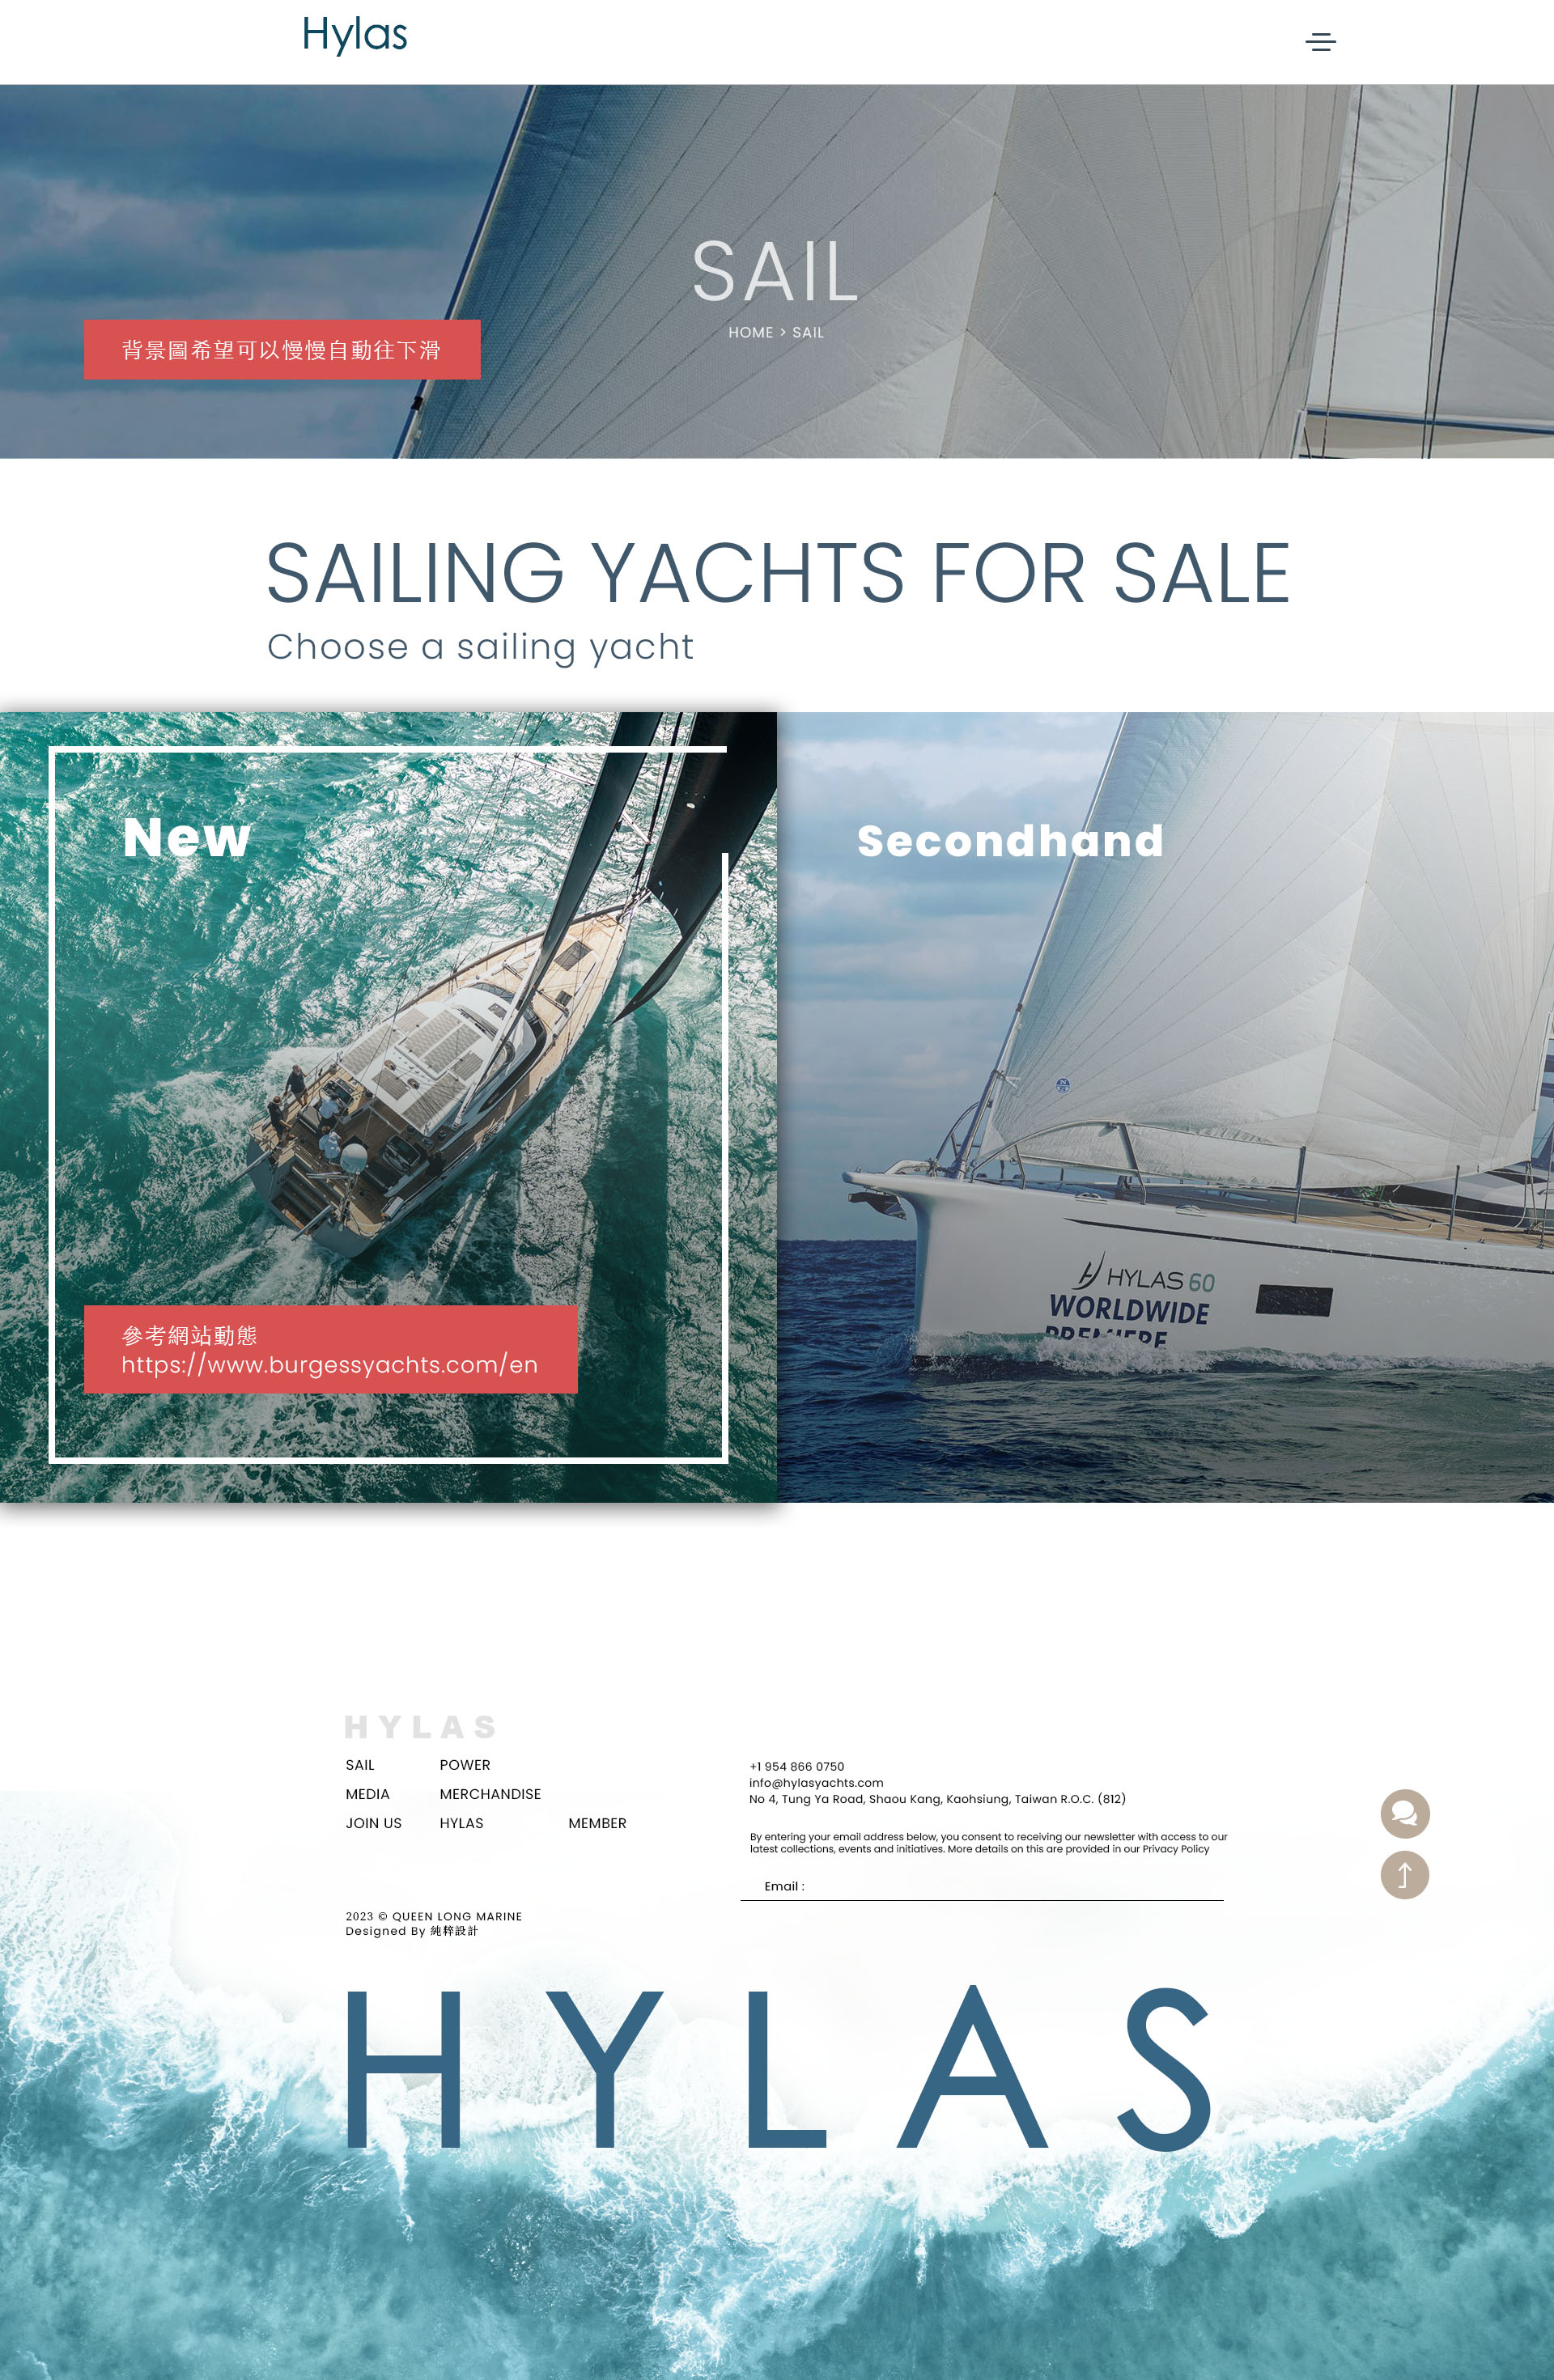 Hylas
SAIL
HOME > SAIL
背景圖希望可以慢慢自動往下滑
SAILING YACHTS FOR SALE
Choose a sailing yacht
New
Secondhand
HYLAS 60
WORLDWIDE
PREMIERE
參考網站動態
https://www.burgessyachts.com/en
HYLAS
SAIL POWER
MEDIA MERCHANDISE
JOIN US HYLAS MEMBER
+1 954 866 0750
info@hylasyachts.com
No 4, Tung Ya Road, Shaou Kang, Kaohsiung, Taiwan R.O.C. (812)
By entering your email address below, you consent to receiving our newsletter with access to our
latest collections, events and initiatives. More details on this are provided in our Privacy Policy
Email :
2023 © QUEEN LONG MARINE
Designed By 純粹設計
HYLAS